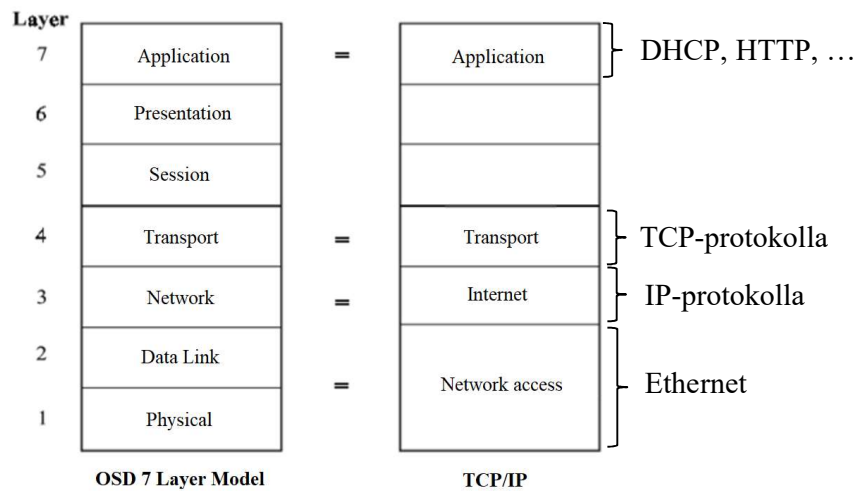 Layer
7 Application = Application DHCP, HTTP, …
6 Presentation
5 Session
4 Transport = Transport TCP-protokolla
3 Network = Internet IP-protokolla
2 Data Link
= Network access Ethernet
1 Physical
OSD 7 Layer Model TCP/IP